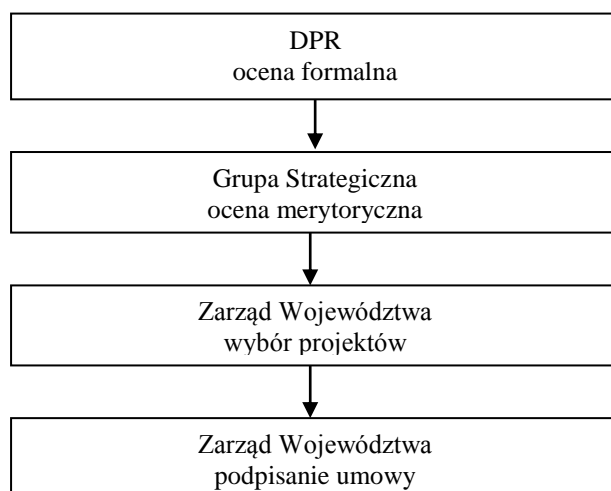 DPR
ocena formalna
Grupa Strategiczna
ocena merytoryczna
Zarząd Województwa
wybór projektów
Zarząd Województwa
podpisanie umowy